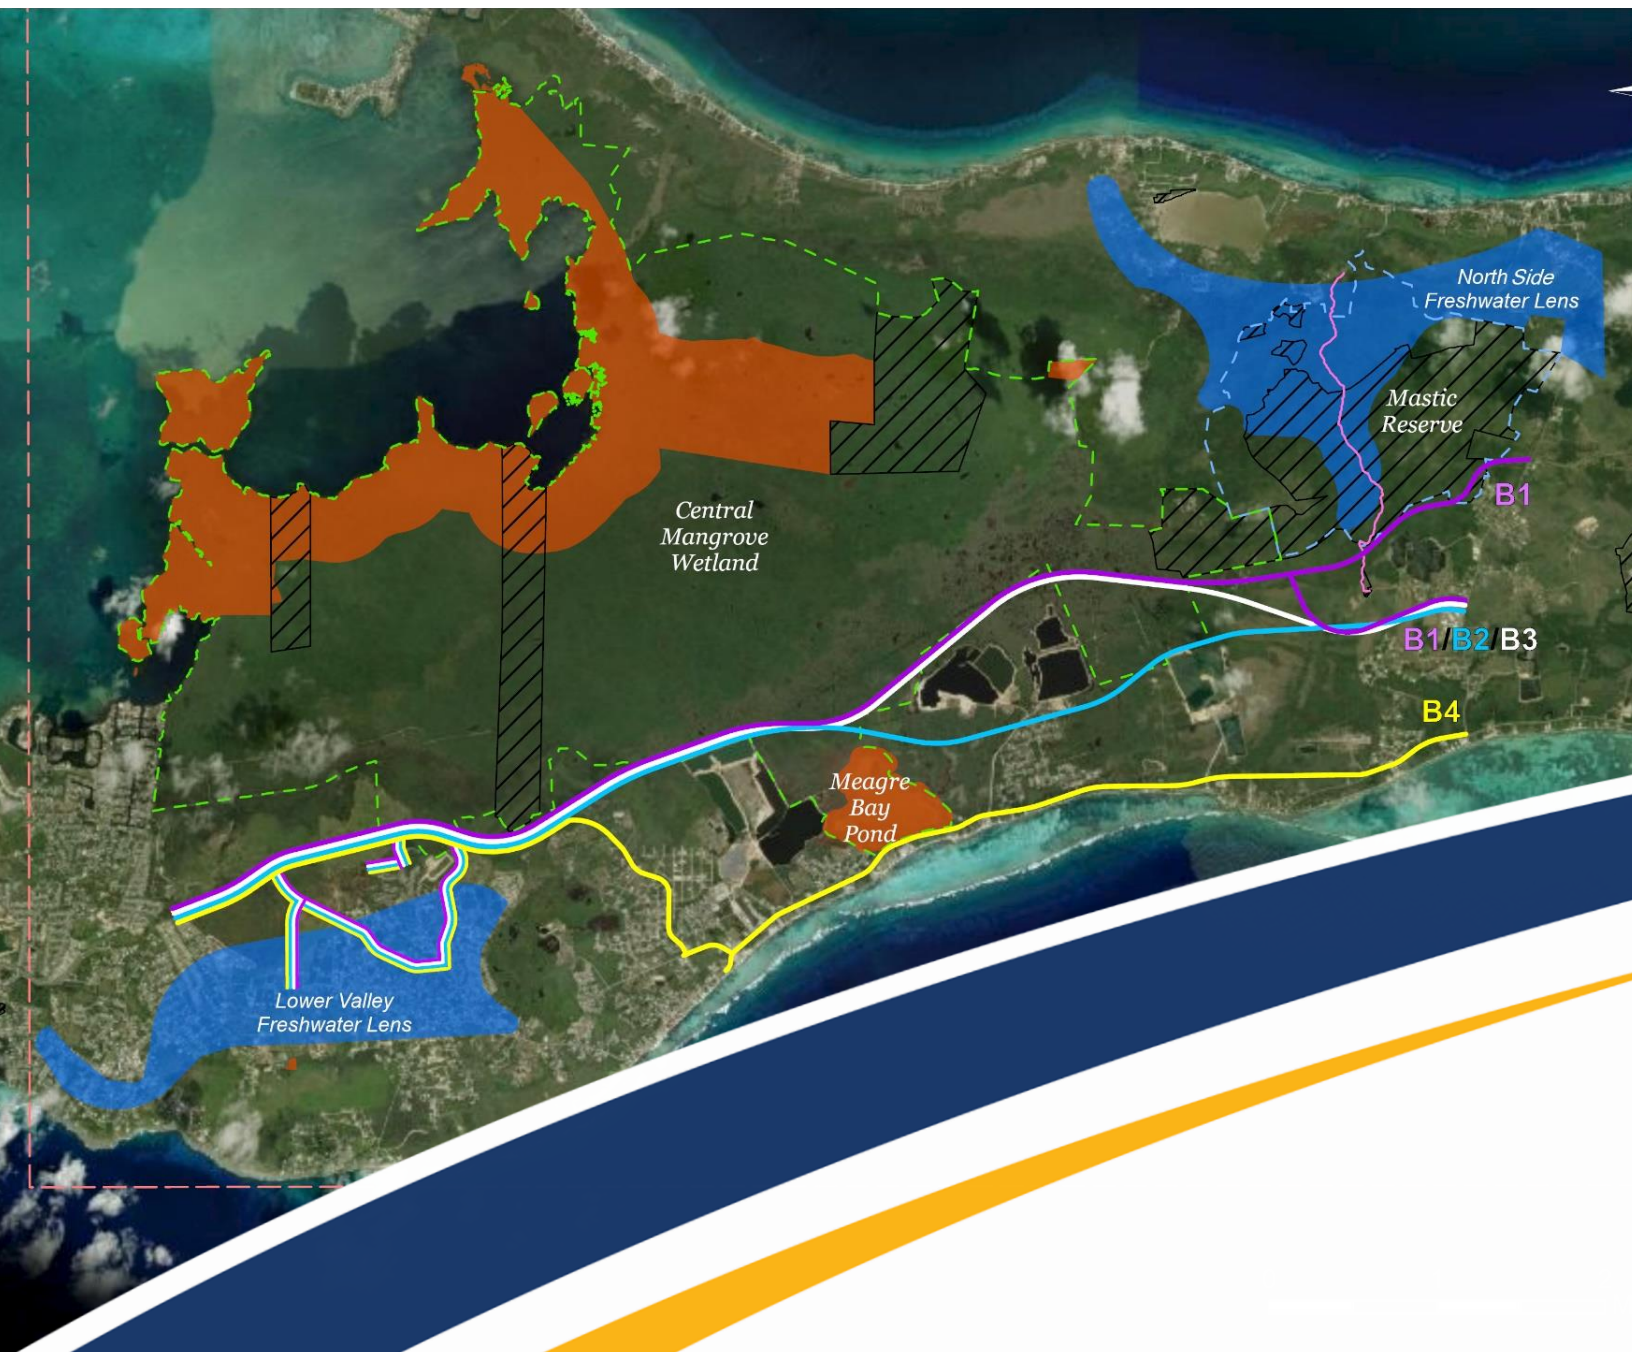 North Side
Freshwater Lens
Mastic
Reserve
B1
Central
Mangrove
Wetland
B1/B2/B3
B4
Meagre
Bay
Pond
Lower Valley
Freshwater Lens